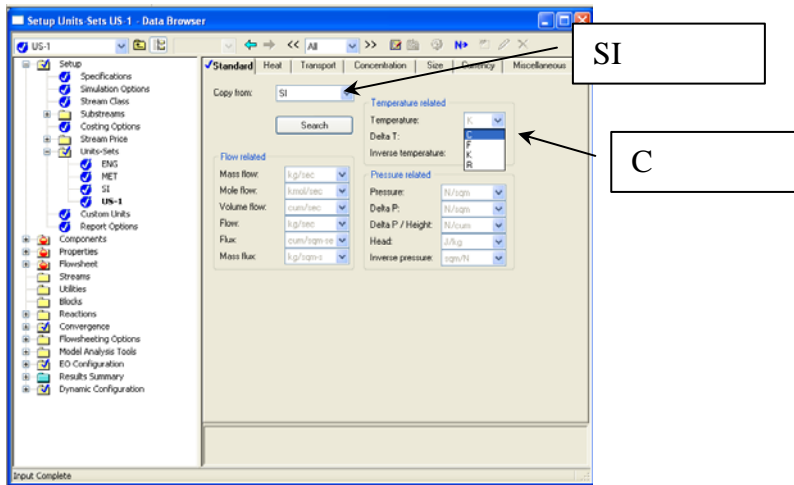 Setup Units-Sets US-1 - Data Browser
US-1
<< All >>
N>
Setup
Specifications
Simulation Options
Stream Class
Substreams
Costing Options
Stream Price
Units-Sets
ENG
MET
SI
US-1
Custom Units
Report Options
Components
Properties
Flowsheet
Streams
Utilities
Blocks
Reactions
Convergence
Flowsheeting Options
Model Analysis Tools
EO Configuration
Results Summary
Dynamic Configuration
Standard Heat Transport Concentration Size Currency Miscellaneous
Copy from: SI
Search
Flow related
Mass flow: kg/sec
Mole flow: kmol/sec
Volume flow: cum/sec
Flow: kg/sec
Flux: cum/sqm-se
Mass flux: kg/sqm-s
Temperature related
Temperature: K
Delta T:
Inverse temperature:
C
F
K
R
Pressure related
Pressure: N/sqm
Delta P: N/sqm
Delta P / Height: N/cum
Head: J/kg
Inverse pressure: sqm/N
Input Complete
SI
C